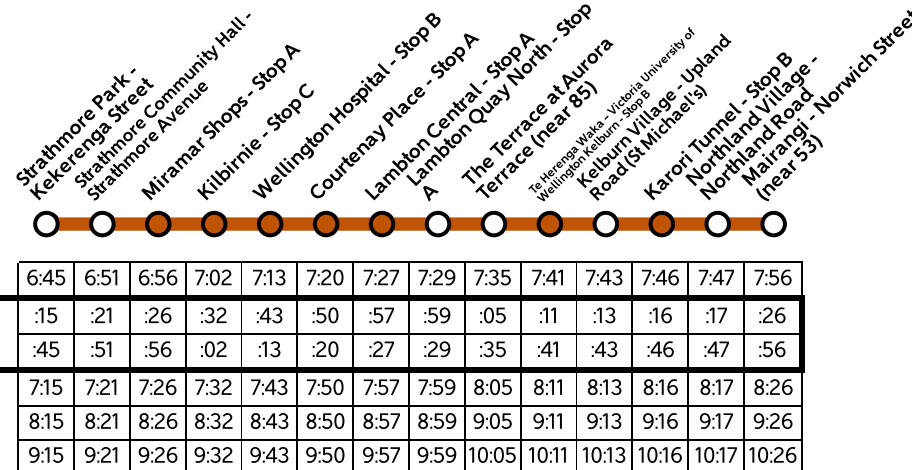 Strathmore Park -
Kekerenga Street
Strathmore Community Hall -
Strathmore Avenue
Miramar Shops - Stop A
Kilbirnie - Stop C
Wellington Hospital - Stop B
Courtenay Place - Stop A
Lambton Central - Stop A
Lambton Quay North - Stop
A
The Terrace at Aurora
Terrace (near 85)
Te Herenga Waka - Victoria University of
Wellington Kelburn - Stop B
Kelburn Village - Upland
Road (St Michael's)
Karori Tunnel - Stop B
Northland Village -
Northland Road
Mairangi - Norwich Street
(near 53)
6:45 6:51 6:56 7:02 7:13 7:20 7:27 7:29 7:35 7:41 7:43 7:46 7:47 7:56
:15 :21 :26 :32 :43 :50 :57 :59 :05 :11 :13 :16 :17 :26
:45 :51 :56 :02 :13 :20 :27 :29 :35 :41 :43 :46 :47 :56
7:15 7:21 7:26 7:32 7:43 7:50 7:57 7:59 8:05 8:11 8:13 8:16 8:17 8:26
8:15 8:21 8:26 8:32 8:43 8:50 8:57 8:59 9:05 9:11 9:13 9:16 9:17 9:26
9:15 9:21 9:26 9:32 9:43 9:50 9:57 9:59 10:05 10:11 10:13 10:16 10:17 10:26